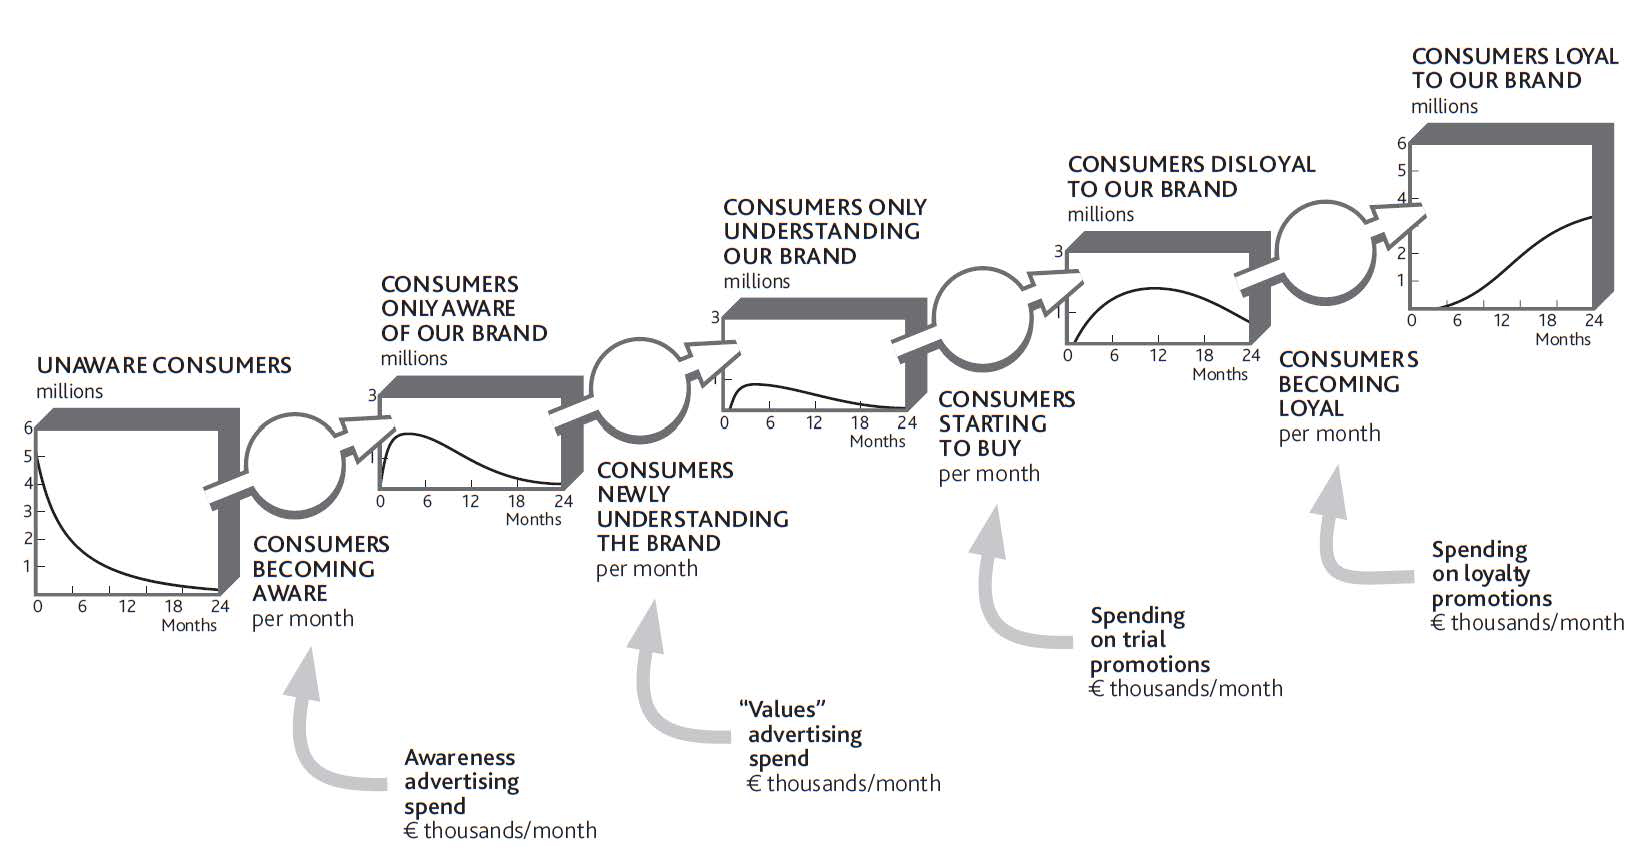 UNAWARE CONSUMERS
millions
6
5
4
3
2
1
0 6 12 18 24
Months
CONSUMERS
BECOMING
AWARE
per month
Awareness
advertising
spend
€ thousands/month
CONSUMERS
ONLY AWARE
OF OUR BRAND
millions
3
1
0 6 12 18 24
Months
CONSUMERS
NEWLY
UNDERSTANDING
THE BRAND
per month
“Values”
advertising
spend
€ thousands/month
CONSUMERS ONLY
UNDERSTANDING
OUR BRAND
millions
3
1
0 6 12 18 24
Months
CONSUMERS
STARTING
TO BUY
per month
Spending
on trial
promotions
€ thousands/month
CONSUMERS DISLOYAL
TO OUR BRAND
millions
3
1
0 6 12 18 24
Months
CONSUMERS
BECOMING
LOYAL
per month
Spending
on loyalty
promotions
€ thousands/month
CONSUMERS LOYAL
TO OUR BRAND
millions
6
5
4
2
1
0 6 12 18 24
Months